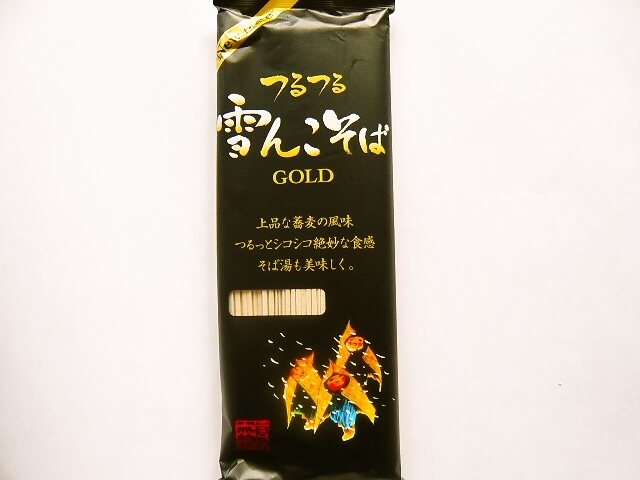 つるつる
雪んこそば
GOLD
上品な蕎麦の風味
つるっとシコシコ絶妙な食感
そば湯も美味しく。